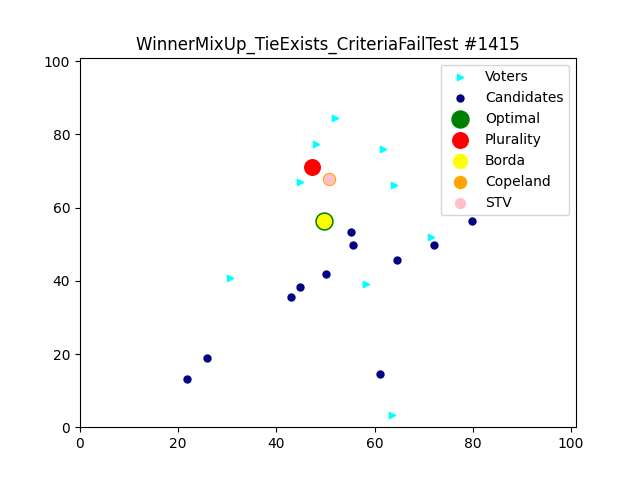 WinnerMixUp_TieExists_CriteriaFailTest #1415
100
80
60
40
20
0
0 20 40 60 80 100
Voters
Candidates
Optimal
Plurality
Borda
Copeland
STV